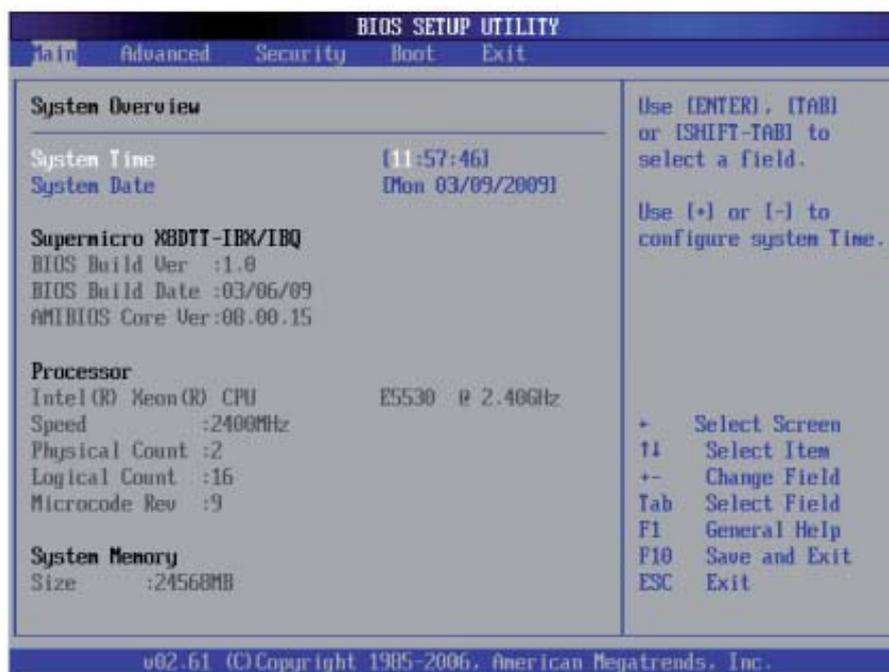 BIOS SETUP UTILITY
Main Advanced Security Boot Exit
System Overview
System Time [11:57:46]
System Date [Mon 03/09/2009]
Supermicro X8DTT-IBX/IBQ
BIOS Build Ver :1.0
BIOS Build Date :03/06/09
AMIBIOS Core Ver:08.00.15
Processor
Intel(R) Xeon(R) CPU E5530 @ 2.40GHz
Speed :2400MHz
Physical Count :2
Logical Count :16
Microcode Rev :9
System Memory
Size :24568MB
Use [ENTER], [TAB]
or [SHIFT-TAB] to
select a field.
Use [+] or [-] to
configure system Time.
← Select Screen
↑↓ Select Item
+- Change Field
Tab Select Field
F1 General Help
F10 Save and Exit
ESC Exit
v02.61 (C)Copyright 1985-2006, American Megatrends, Inc.